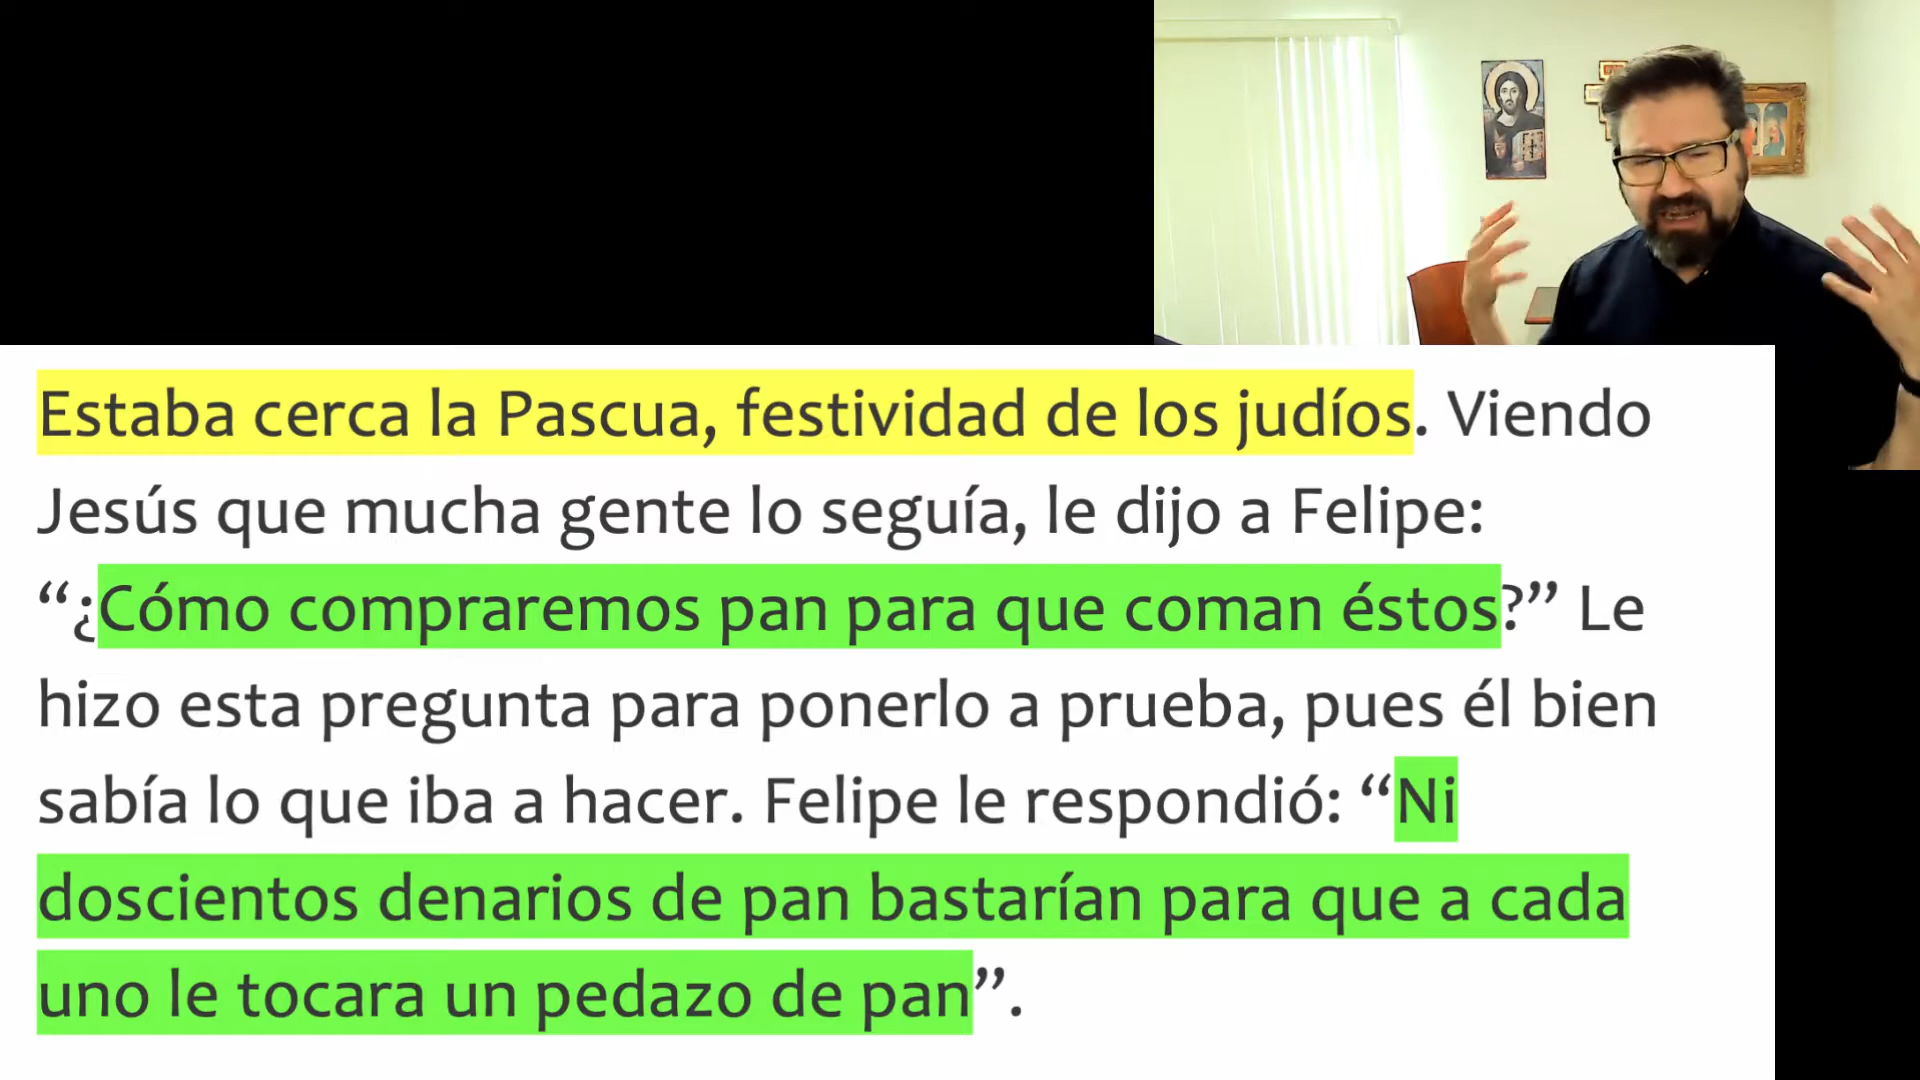 Estaba cerca la Pascua, festividad de los judíos. Viendo
Jesús que mucha gente lo seguía, le dijo a Felipe:
“¿Cómo compraremos pan para que coman éstos?” Le
hizo esta pregunta para ponerlo a prueba, pues él bien
sabía lo que iba a hacer. Felipe le respondió: “Ni
doscientos denarios de pan bastarían para que a cada
uno le tocara un pedazo de pan”.